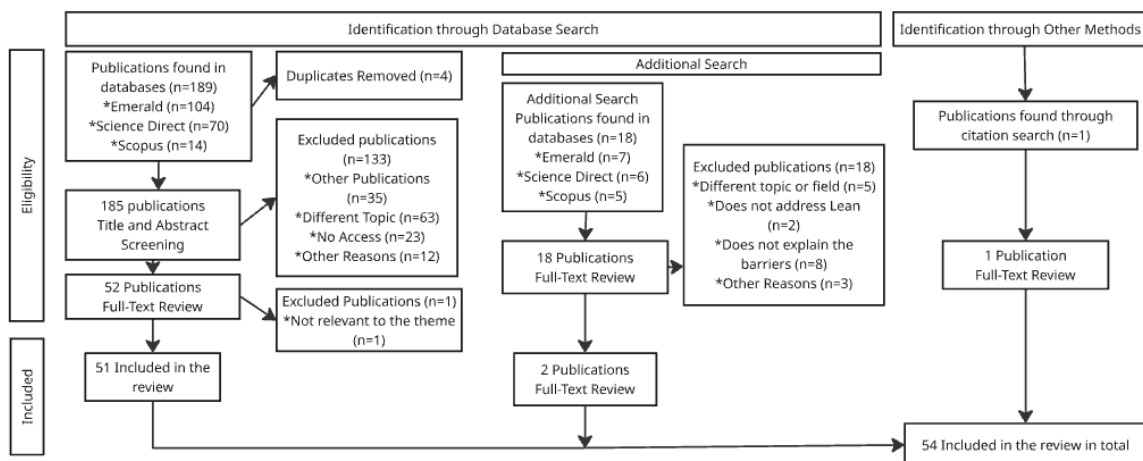 Identification through Database Search
Identification through Other Methods
Publications found in
databases (n=189)
*Emerald (n=104)
*Science Direct (n=70)
*Scopus (n=14)
Duplicates Removed (n=4)
Additional Search
Additional Search
Publications found in
databases (n=18)
*Emerald (n=7)
*Science Direct (n=6)
*Scopus (n=5)
Publications found through
citation search (n=1)
Eligibility
Excluded publications
(n=133)
*Other Publications
(n=35)
*Different Topic (n=63)
*No Access (n=23)
*Other Reasons (n=12)
Excluded publications (n=18)
*Different topic or field (n=5)
*Does not address Lean
(n=2)
*Does not explain the
barriers (n=8)
*Other Reasons (n=3)
185 publications
Title and Abstract
Screening
18 Publications
Full-Text Review
1 Publication
Full-Text Review
52 Publications
Full-Text Review
Excluded Publications (n=1)
*Not relevant to the theme
(n=1)
Included
51 Included in the
review
2 Publications
Full-Text Review
54 Included in the review in total